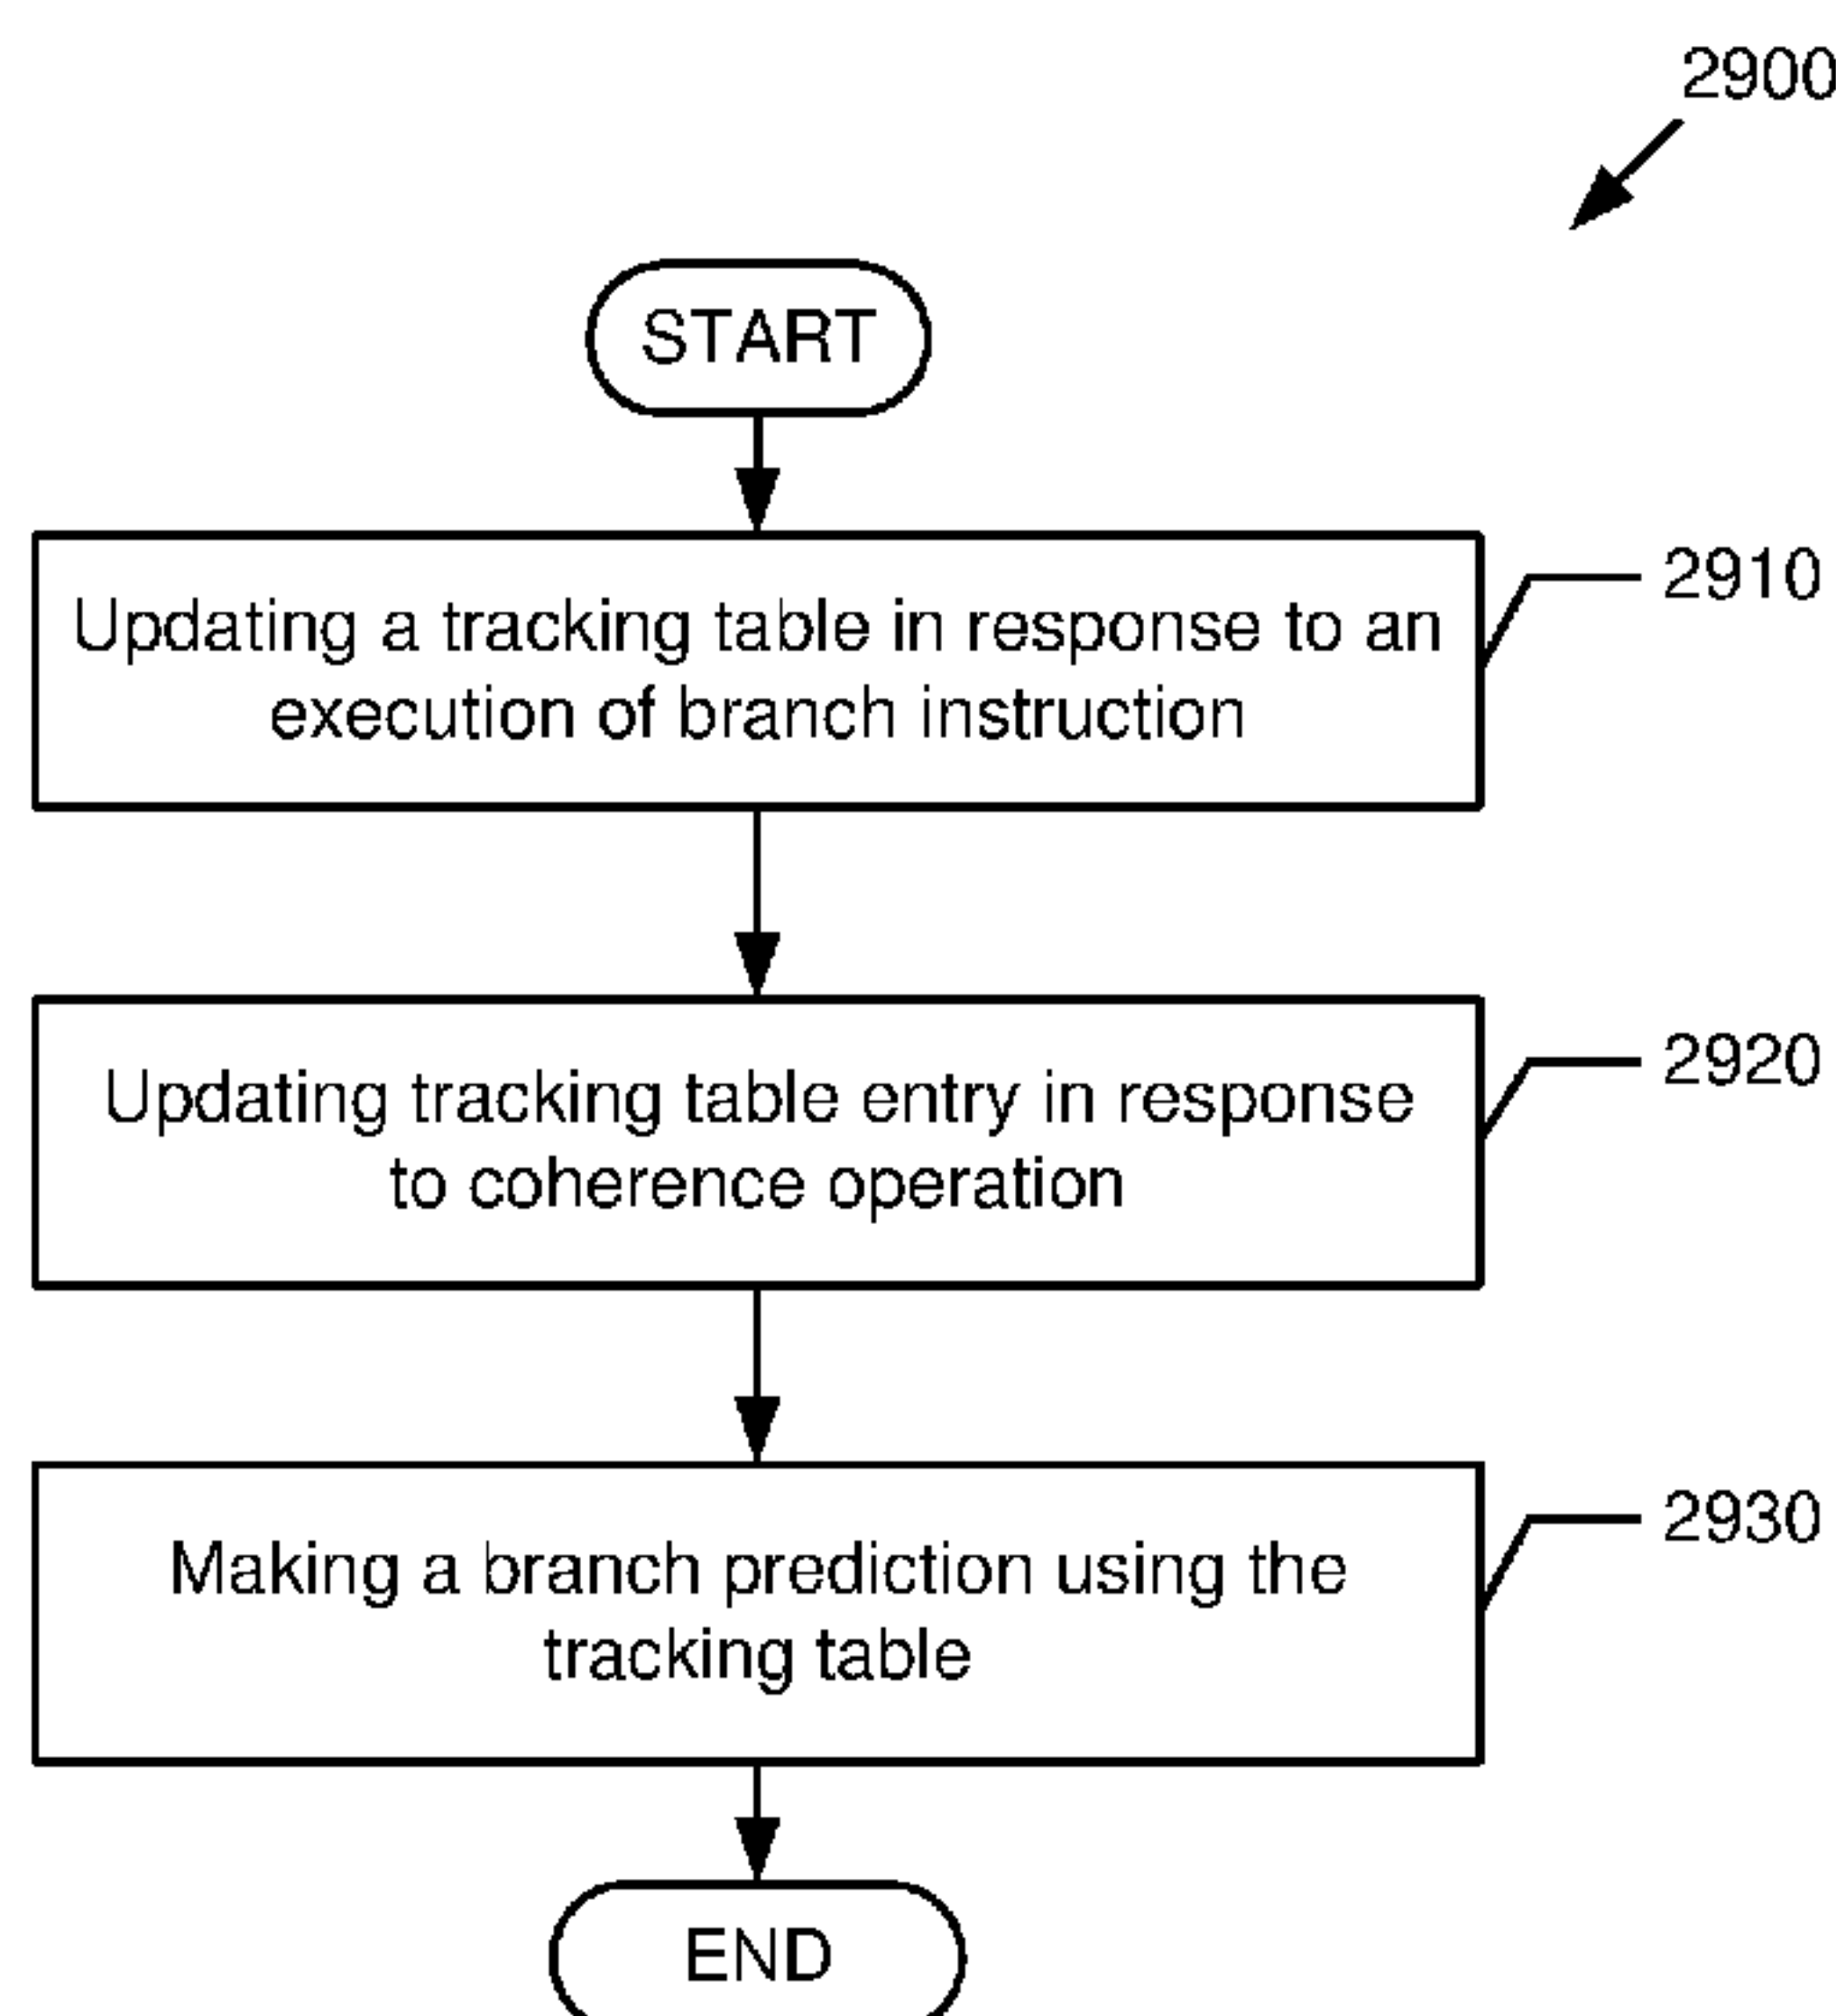 2900
START
Updating a tracking table in response to an
execution of branch instruction
2910
Updating tracking table entry in response
to coherence operation
2920
Making a branch prediction using the
tracking table
2930
END